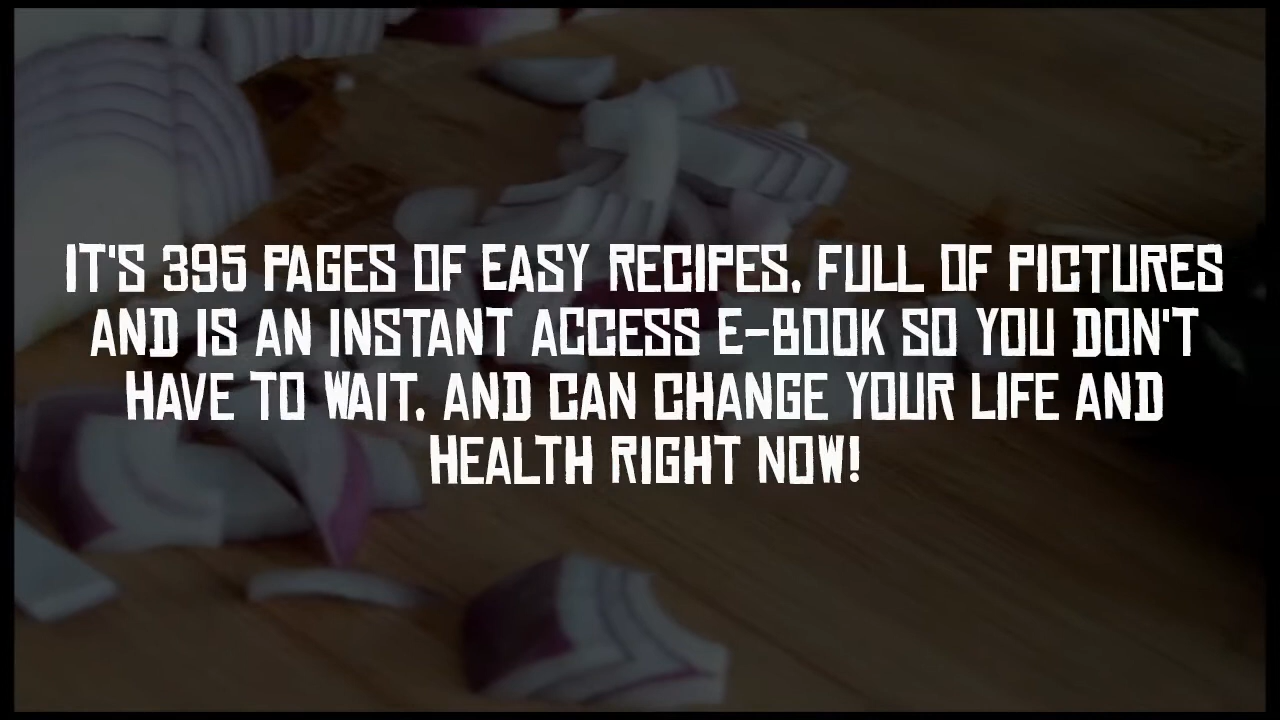 IT'S 395 PAGES OF EASY RECIPES, FULL OF PICTURES
AND IS AN INSTANT ACCESS E-BOOK SO YOU DON'T
HAVE TO WAIT, AND CAN CHANGE YOUR LIFE AND
HEALTH RIGHT NOW!